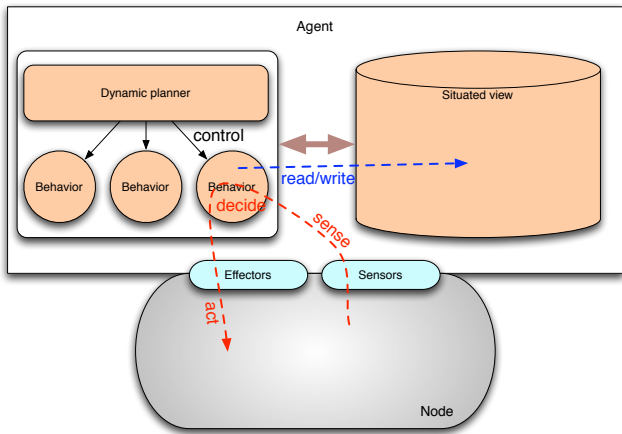 Agent
Dynamic planner
Situated view
control
Behavior
Behavior
Behavior
read/write
decide
sense
Effectors
Sensors
act
Node